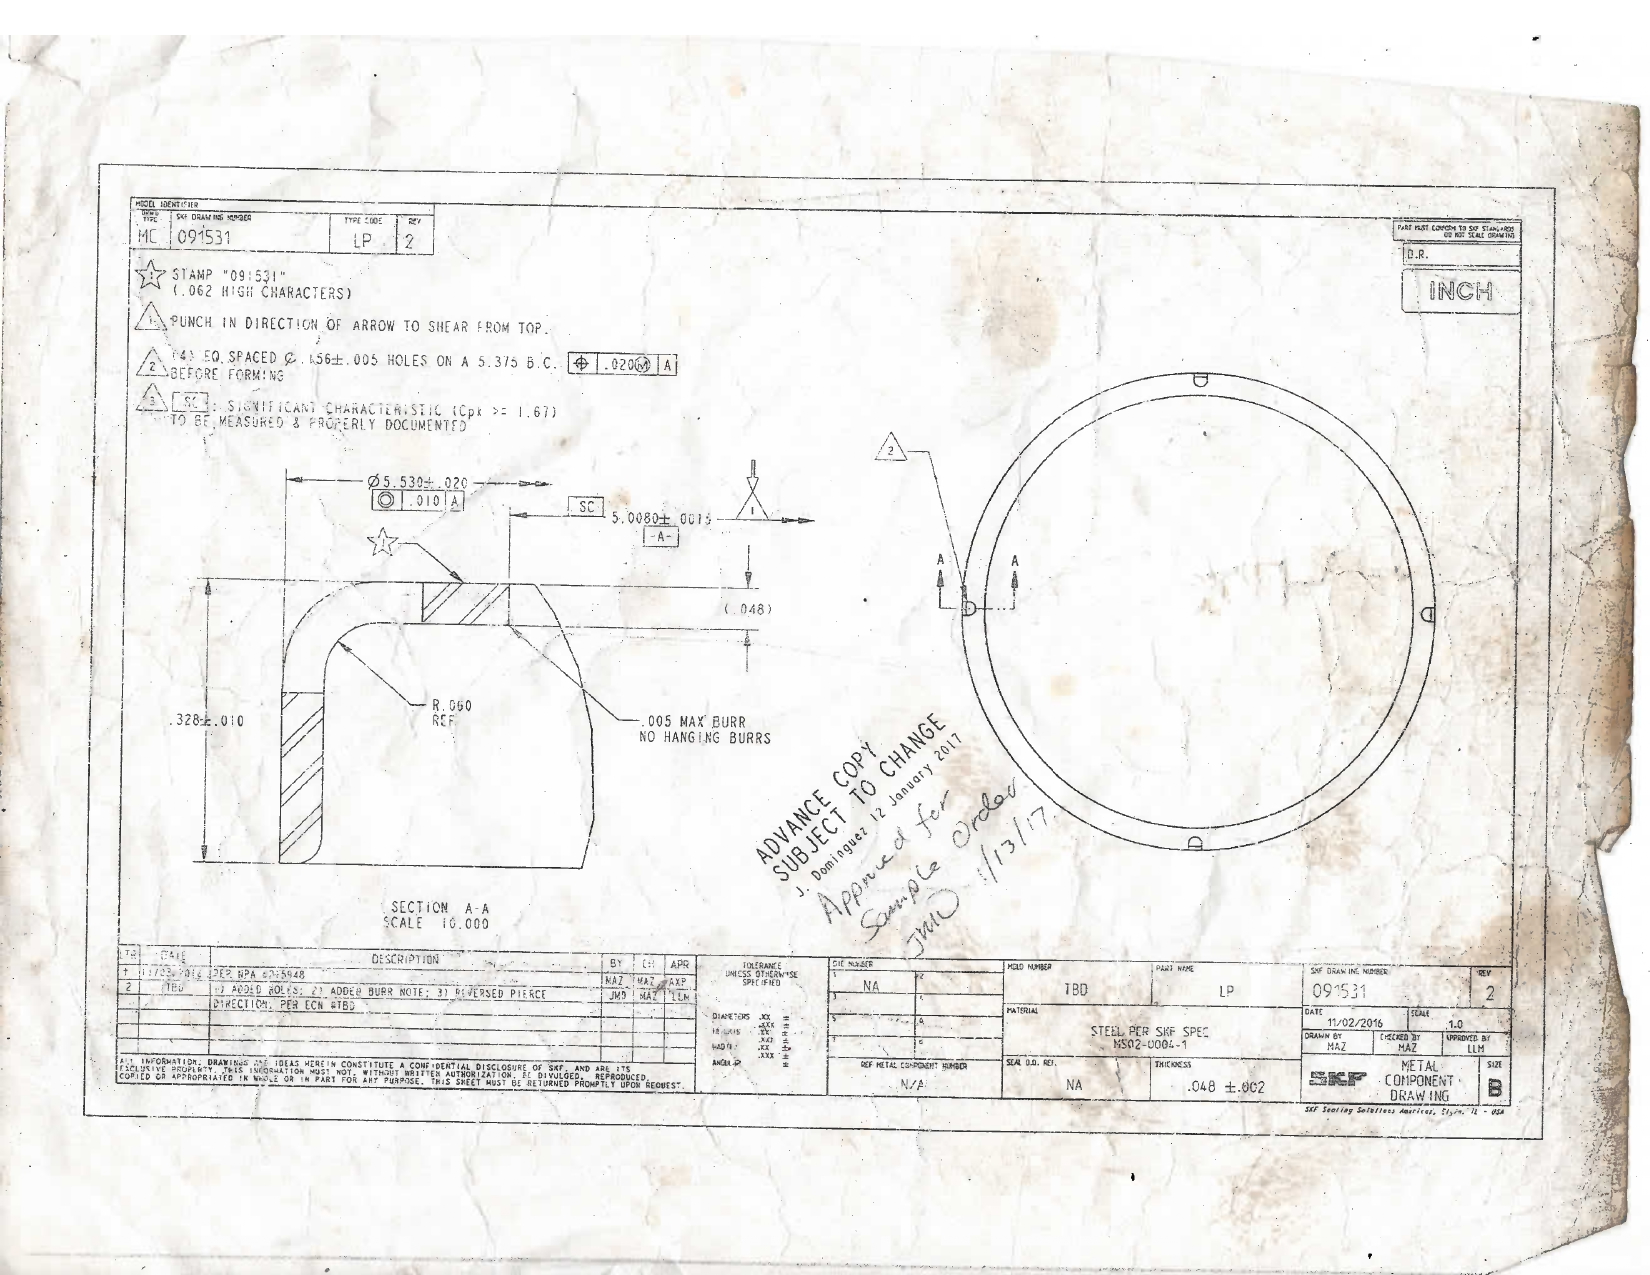 MODEL IDENTIFIER
DRWG TYPE
SKF DRAWING NUMBER
TYPE CODE
REV
MC
091531
LP
2
PART MUST CONFORM TO SKF STANDARDS
DO NOT SCALE DRAWING
D.R.
INCH
1
STAMP "091531"
(.062 HIGH CHARACTERS)
1
PUNCH IN DIRECTION OF ARROW TO SHEAR FROM TOP.
2
(4) EQ. SPACED Ø .156±.005 HOLES ON A 5.375 B.C. ⌖ .020Ⓜ A
BEFORE FORMING
3
SC : SIGNIFICANT CHARACTERISTIC (Cpk >= 1.67)
TO BE MEASURED & PROPERLY DOCUMENTED
Ø5.530±.020
◎ .010 A
SC
5.0080±.0015
-A-
1
1
2
A
A
(.048)
.328±.010
R.060
REF.
.005 MAX BURR
NO HANGING BURRS
ADVANCE COPY
SUBJECT TO CHANGE
J. Dominguez 12 January 2017
Approved for
Sample Order
JMD 1/13/17
SECTION A-A
SCALE 10.000
LTR
DATE
DESCRIPTION
BY
CH
APR
PER NPA
MAZ
MAZ
AXP
2
TBD
1) ADDED HOLES; 2) ADDED BURR NOTE; 3) REVERSED PIERCE
JMD
MAZ
LLM
DIRECTION, PER ECN #TBD
ALL INFORMATION, DRAWINGS AND IDEAS HEREIN CONSTITUTE A CONFIDENTIAL DISCLOSURE OF SKF, AND ARE ITS
EXCLUSIVE PROPERTY. THIS INFORMATION MUST NOT, WITHOUT WRITTEN AUTHORIZATION, BE DIVULGED, REPRODUCED,
COPIED OR APPROPRIATED IN WHOLE OR IN PART FOR ANY PURPOSE. THIS SHEET MUST BE RETURNED PROMPTLY UPON REQUEST.
TOLERANCE
UNLESS OTHERWISE
SPECIFIED
DIAMETERS .XX ±
.XXX ±
.XX ±
.XXX ±
RADII: .XX ±
.XXX ±
ANGULAR ±
DIE NUMBER
1
NA
2
3
4
5
6
7
REF METAL COMPONENT NUMBER
N/A
MOLD NUMBER
TBD
PART NAME
LP
MATERIAL
STEEL PER SKF SPEC
MS02-0004-1
SEAL O.D. REF.
NA
THICKNESS
.048 ±.002
SKF DRAWING NUMBER
091531
REV
2
DATE
11/02/2016
SCALE
1.0
DRAWN BY
MAZ
CHECKED BY
MAZ
APPROVED BY
LLM
SKF
METAL
COMPONENT
DRAWING
SIZE
B
SKF Sealing Solutions Americas, Elgin, IL - USA